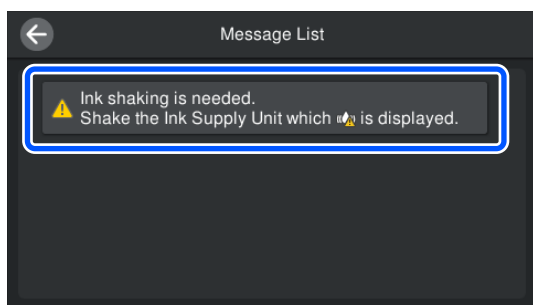 Message List
Ink shaking is needed.
Shake the Ink Supply Unit which is displayed.